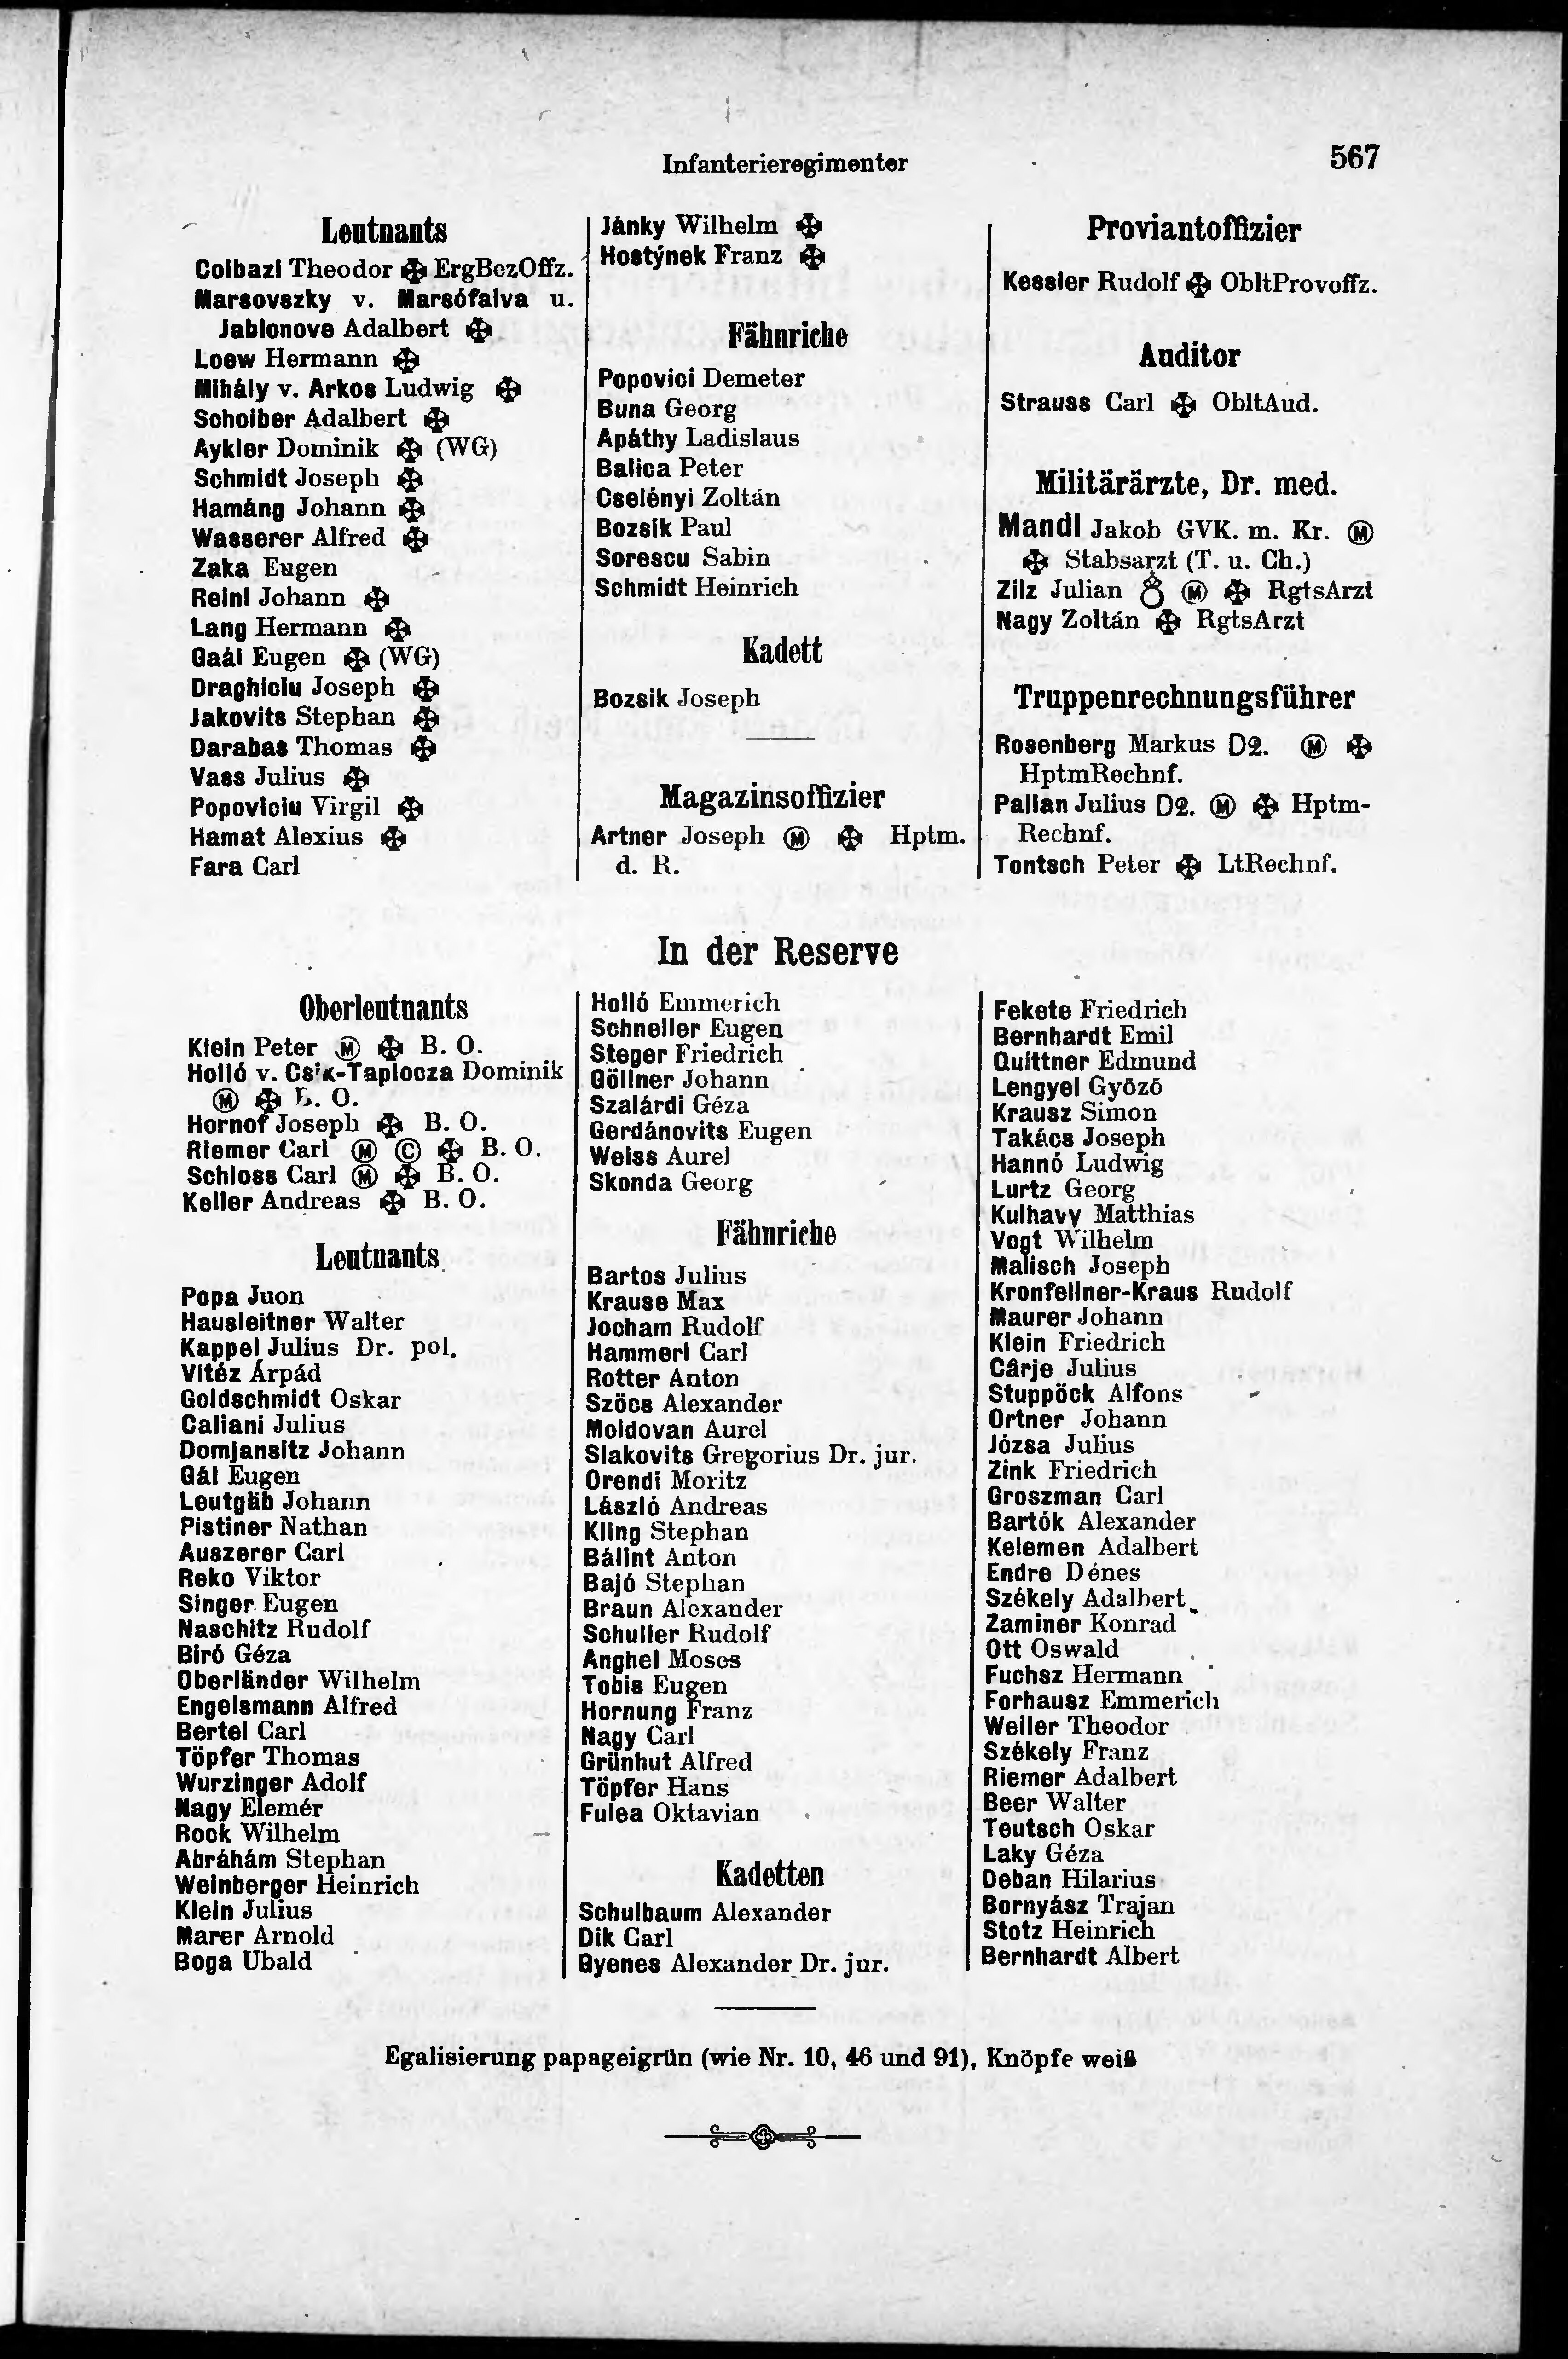 Infanterieregimenter
567
Leutnants
Colbazi Theodor ✠ ErgBezOffz.
Marsovszky v. Marsófalva u.
Jablonove Adalbert ✠
Loew Hermann ✠
Mihály v. Arkos Ludwig ✠
Schoiber Adalbert ✠
Aykler Dominik ✠ (WG)
Schmidt Joseph ✠
Hamáng Johann ✠
Wasserer Alfred ✠
Zaka Eugen
Reinl Johann ✠
Lang Hermann ✠
Gaál Eugen ✠ (WG)
Draghiciu Joseph ✠
Jakovits Stephan ✠
Darabas Thomas ✠
Vass Julius ✠
Popoviciu Virgil ✠
Hamat Alexius ✠
Fara Carl
Jánky Wilhelm ✠
Hostýnek Franz ✠
Fähnriche
Popovici Demeter
Buna Georg
Apáthy Ladislaus
Balica Peter
Cselényi Zoltán
Bozsik Paul
Sorescu Sabin
Schmidt Heinrich
Kadett
Bozsik Joseph
Magazinsoffizier
Artner Joseph Ⓜ ✠ Hptm.
d. R.
Proviantoffizier
Kessler Rudolf ✠ ObltProvoffz.
Auditor
Strauss Carl ✠ ObltAud.
Militärärzte, Dr. med.
Mandl Jakob GVK. m. Kr. Ⓜ
✠ Stabsarzt (T. u. Ch.)
Zilz Julian Ⓜ ✠ RgtsArzt
Nagy Zoltán ✠ RgtsArzt
Truppenrechnungsführer
Rosenberg Markus D2. Ⓜ ✠
HptmRechnf.
Pallan Julius D2. Ⓜ ✠ Hptm-
Rechnf.
Tontsch Peter ✠ LtRechnf.
In der Reserve
Oberleutnants
Klein Peter Ⓜ ✠ B. O.
Holló v. Csik-Taplocza Dominik
Ⓜ ✠ B. O.
Hornof Joseph ✠ B. O.
Riemer Carl Ⓜ Ⓒ ✠ B. O.
Schloss Carl Ⓜ ✠ B. O.
Keller Andreas ✠ B. O.
Leutnants
Popa Juon
Hausleitner Walter
Kappel Julius Dr. pol.
Vitéz Árpád
Goldschmidt Oskar
Caliani Julius
Domjansitz Johann
Gál Eugen
Leutgäb Johann
Pistiner Nathan
Auszerer Carl
Reko Viktor
Singer Eugen
Naschitz Rudolf
Biró Géza
Oberländer Wilhelm
Engelsmann Alfred
Bertel Carl
Töpfer Thomas
Wurzinger Adolf
Nagy Elemér
Rock Wilhelm
Abráhám Stephan
Weinberger Heinrich
Klein Julius
Marer Arnold
Boga Ubald
Holló Emmerich
Schneller Eugen
Steger Friedrich
Göllner Johann
Szalárdi Géza
Gerdánovits Eugen
Weiss Aurel
Skonda Georg
Fähnriche
Bartos Julius
Krause Max
Jocham Rudolf
Hammerl Carl
Rotter Anton
Szöcs Alexander
Moldovan Aurel
Slakovits Gregorius Dr. jur.
Orendi Moritz
László Andreas
Kling Stephan
Bálint Anton
Bajó Stephan
Braun Alexander
Schuller Rudolf
Anghel Moses
Tobis Eugen
Hornung Franz
Nagy Carl
Grünhut Alfred
Töpfer Hans
Fulea Oktavian
Kadetten
Schulbaum Alexander
Dik Carl
Gyenes Alexander Dr. jur.
Fekete Friedrich
Bernhardt Emil
Quittner Edmund
Lengyel Győző
Krausz Simon
Takács Joseph
Hannó Ludwig
Lurtz Georg
Kulhavy Matthias
Vogt Wilhelm
Malisch Joseph
Kronfellner-Kraus Rudolf
Maurer Johann
Klein Friedrich
Cârje Julius
Stuppöck Alfons
Ortner Johann
Józsa Julius
Zink Friedrich
Groszman Carl
Bartók Alexander
Kelemen Adalbert
Endre Dénes
Székely Adalbert
Zaminer Konrad
Ott Oswald
Fuchsz Hermann
Forhausz Emmerich
Weiler Theodor
Székely Franz
Riemer Adalbert
Beer Walter
Teutsch Oskar
Laky Géza
Deban Hilarius
Bornyász Trajan
Stotz Heinrich
Bernhardt Albert
Egalisierung papageigrün (wie Nr. 10, 46 und 91), Knöpfe weiß